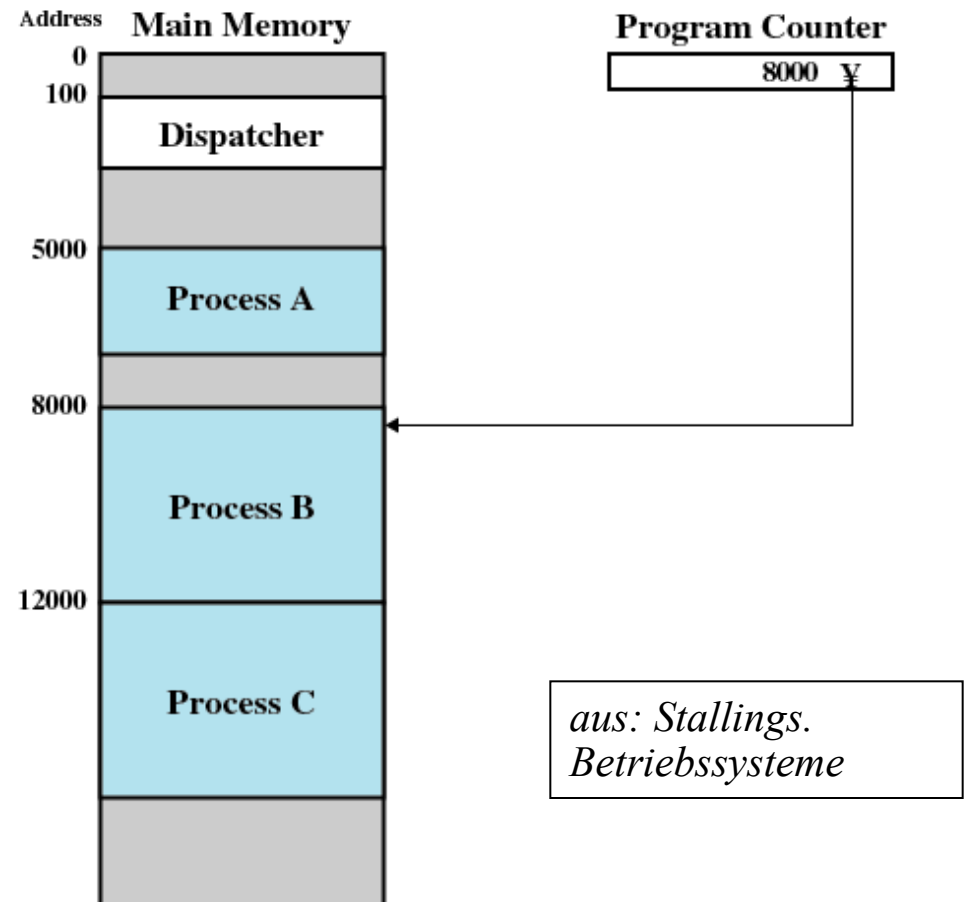 Address
Main Memory
0
100
Dispatcher
5000
Process A
8000
Process B
12000
Process C
Program Counter
8000 ¥
aus: Stallings.
Betriebssysteme